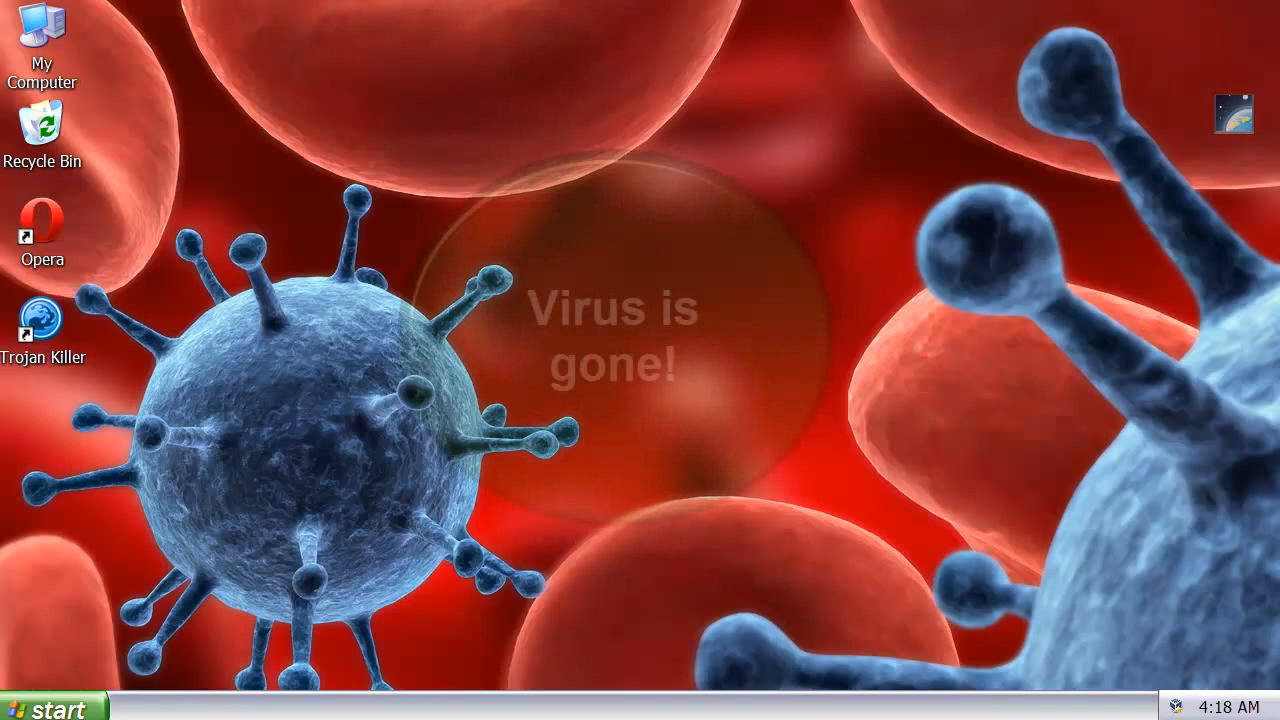 My
Computer
Recycle Bin
Opera
Trojan Killer
Virus is
gone!
start
4:18 AM